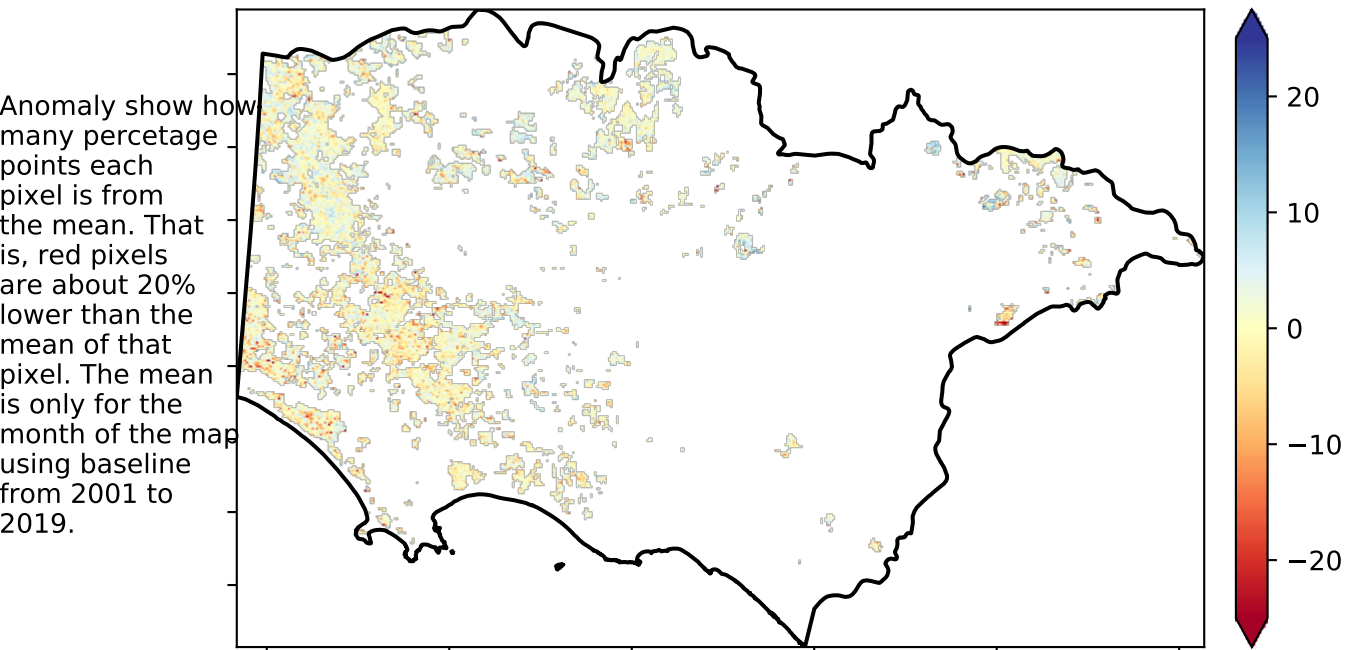 Anomaly show how
many percetage
points each
pixel is from
the mean. That
is, red pixels
are about 20%
lower than the
mean of that
pixel. The mean
is only for the
month of the map
using baseline
from 2001 to
2019.
20
10
0
−10
−20